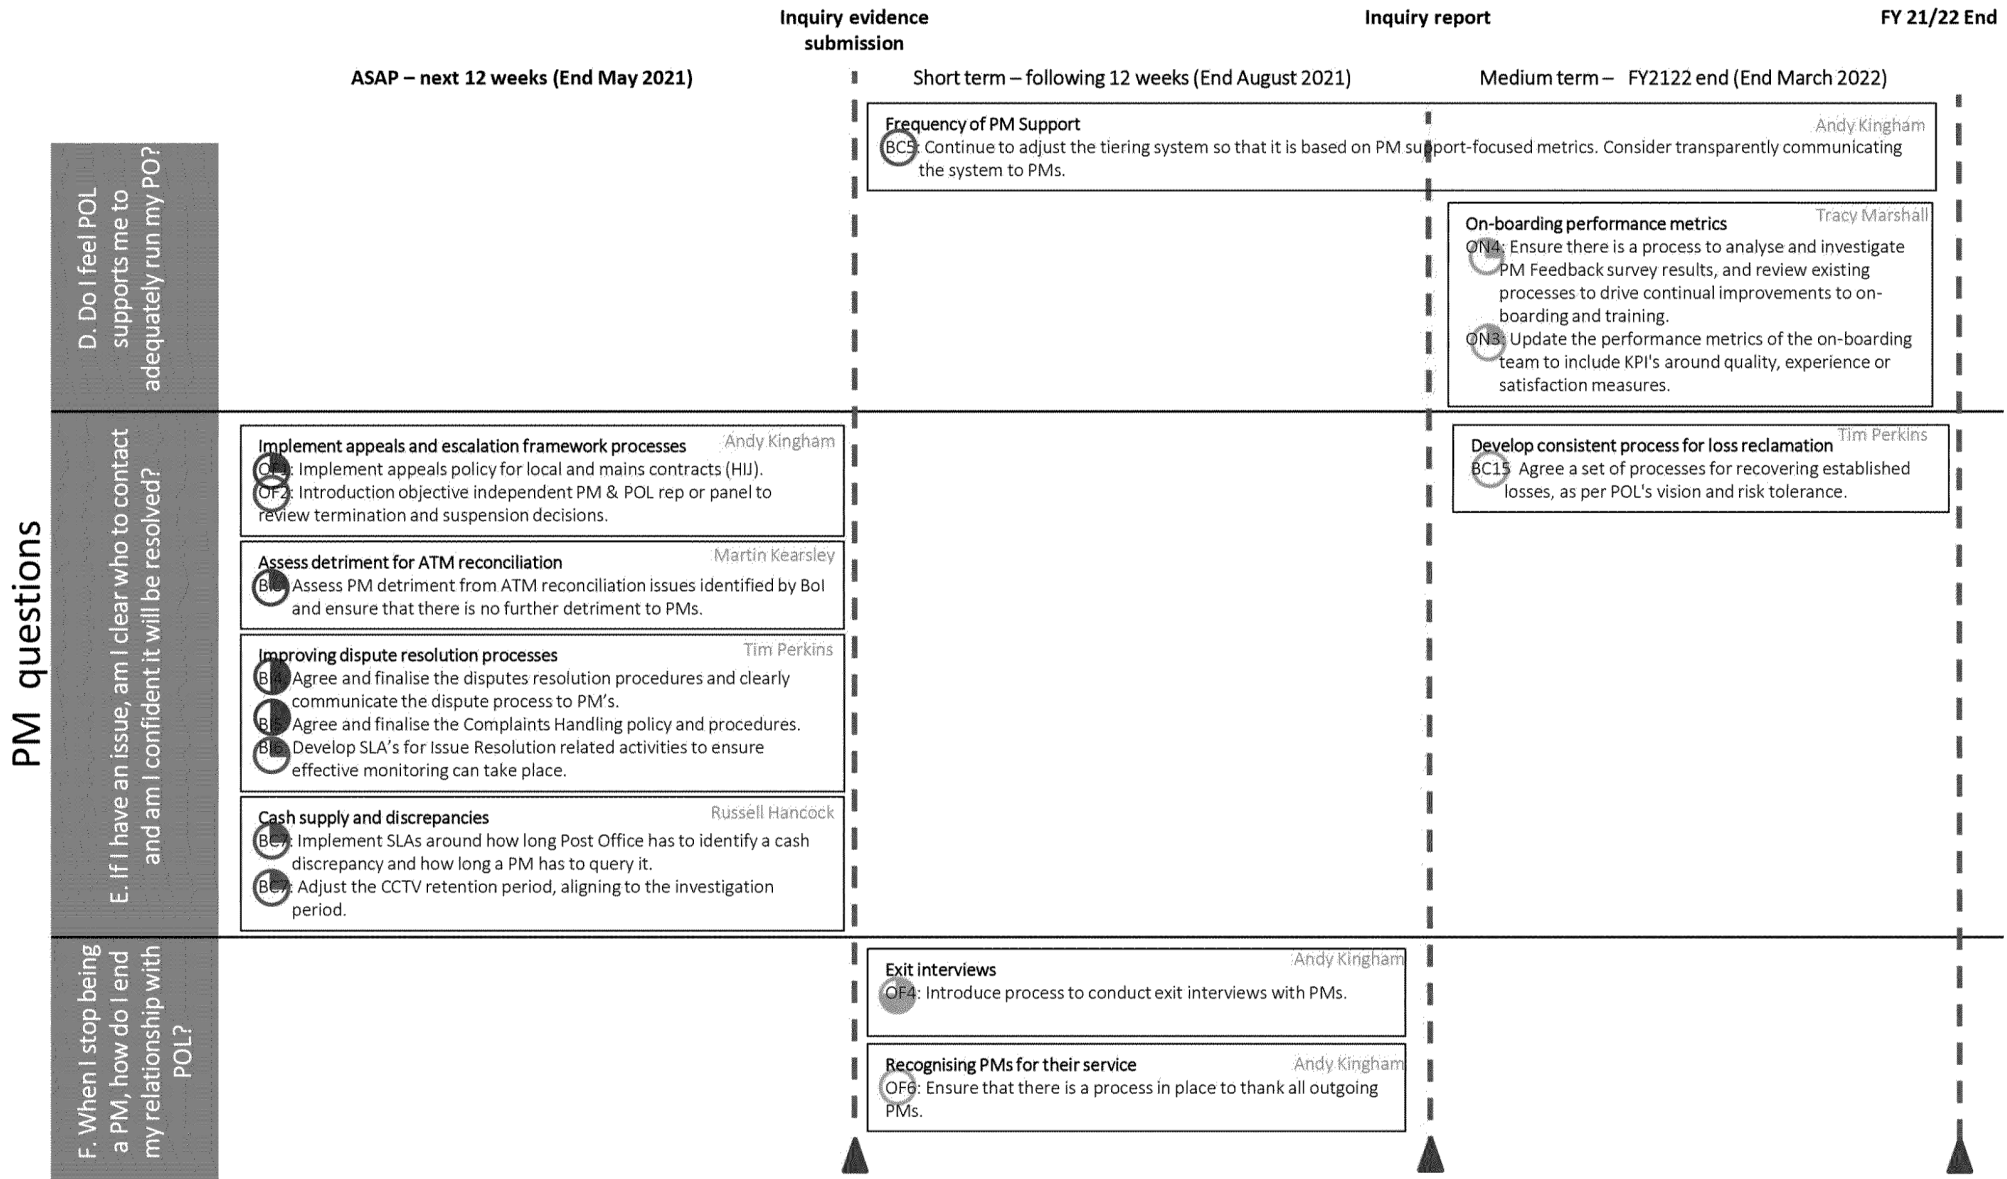 Inquiry evidence
submission
Inquiry report
FY 21/22 End
ASAP – next 12 weeks (End May 2021)
Short term – following 12 weeks (End August 2021)
Medium term – FY2122 end (End March 2022)
PM questions
D. Do I feel POL
supports me to
adequately run my PO?
Frequency of PM Support
Andy Kingham
BC5: Continue to adjust the tiering system so that it is based on PM support-focused metrics. Consider transparently communicating
the system to PMs.
On-boarding performance metrics
Tracy Marshall
ON4: Ensure there is a process to analyse and investigate
PM Feedback survey results, and review existing
processes to drive continual improvements to on-
boarding and training.
ON3: Update the performance metrics of the on-boarding
team to include KPI's around quality, experience or
satisfaction measures.
E. If I have an issue, am I clear who to contact
and am I confident it will be resolved?
Implement appeals and escalation framework processes
Andy Kingham
OF1: Implement appeals policy for local and mains contracts (HIJ).
OF2: Introduction objective independent PM & POL rep or panel to
review termination and suspension decisions.
Assess detriment for ATM reconciliation
Martin Kearsley
Assess PM detriment from ATM reconciliation issues identified by BoI
and ensure that there is no further detriment to PMs.
Improving dispute resolution processes
Tim Perkins
BI4: Agree and finalise the disputes resolution procedures and clearly
communicate the dispute process to PM's.
BI5: Agree and finalise the Complaints Handling policy and procedures.
BI6: Develop SLA's for Issue Resolution related activities to ensure
effective monitoring can take place.
Cash supply and discrepancies
Russell Hancock
BC7: Implement SLAs around how long Post Office has to identify a cash
discrepancy and how long a PM has to query it.
BC7: Adjust the CCTV retention period, aligning to the investigation
period.
Develop consistent process for loss reclamation
Tim Perkins
BC15 Agree a set of processes for recovering established
losses, as per POL's vision and risk tolerance.
F. When I stop being
a PM, how do I end
my relationship with
POL?
Exit interviews
Andy Kingham
OF4: Introduce process to conduct exit interviews with PMs.
Recognising PMs for their service
Andy Kingham
OF6: Ensure that there is a process in place to thank all outgoing
PMs.